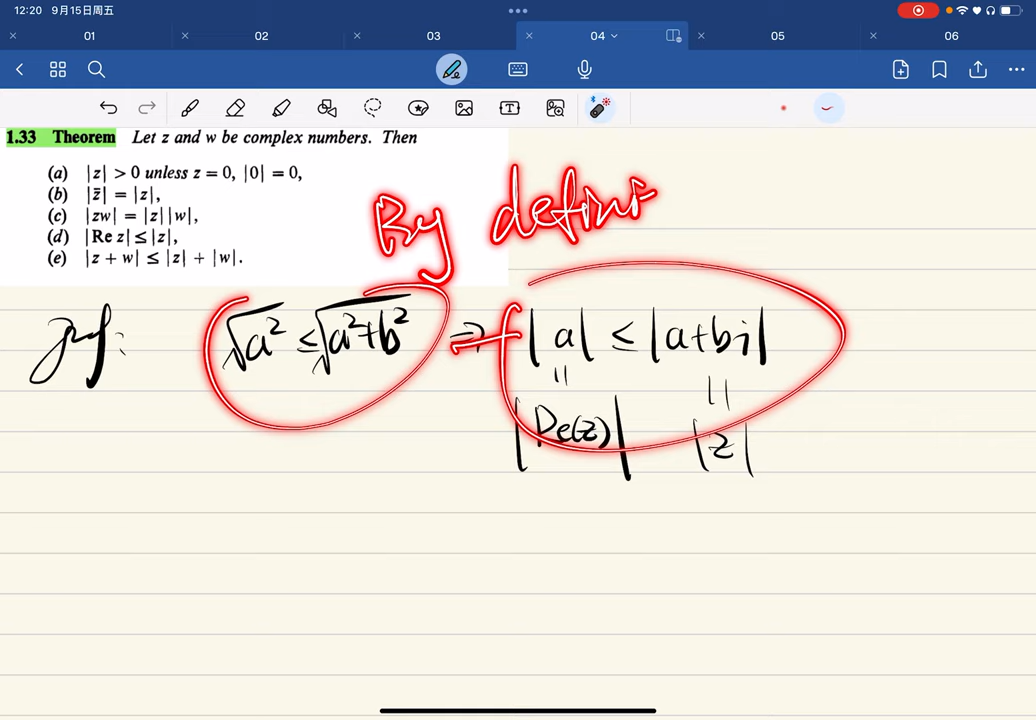 12:20 9月15日周五
01 02 03 04 05 06
1.33 Theorem Let z and w be complex numbers. Then
(a) |z| > 0 unless z = 0, |0| = 0,
(b) |z̄| = |z|,
(c) |zw| = |z||w|,
(d) |Re z| ≤ |z|,
(e) |z + w| ≤ |z| + |w|.
By defini
√a² ≤ √a²+b² ⇒ |a| ≤ |a+bi|
|Re(z)| |z|